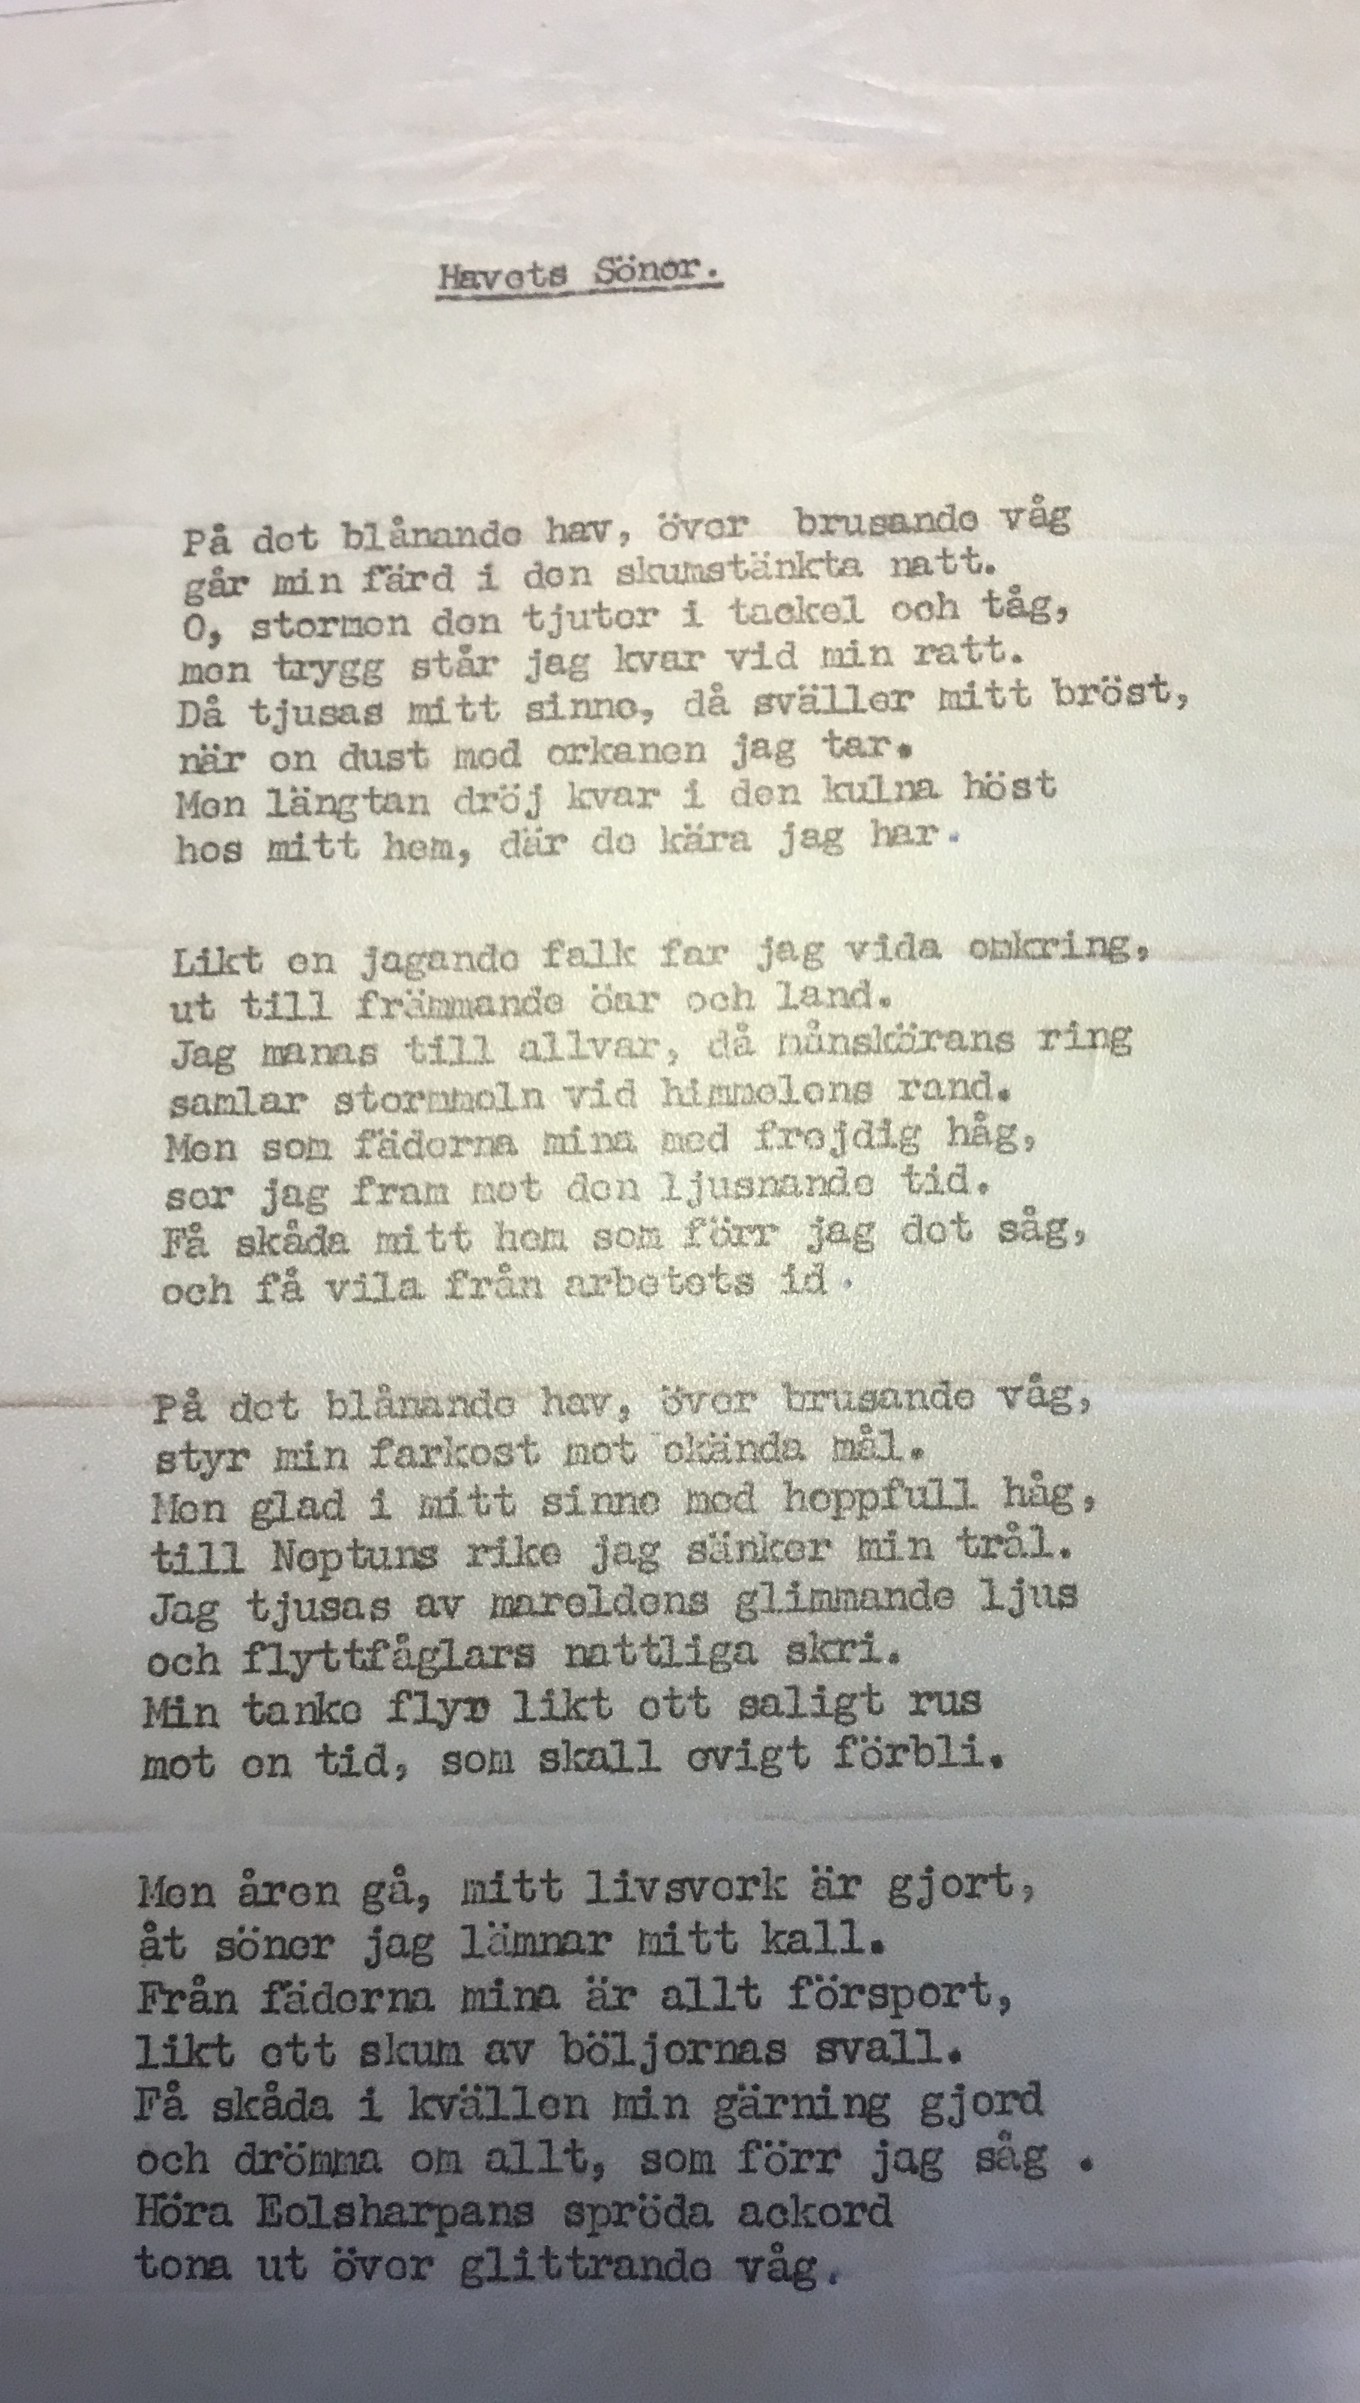 Havets Söner.
På det blånande hav, över brusande våg
går min färd i den skumstänkta natt.
O, stormen den tjuter i tackel och tåg,
men trygg står jag kvar vid min ratt.
Då tjusas mitt sinne, då sväller mitt bröst,
när en dust med orkanen jag tar.
Men längtan dröj kvar i den kulna höst
hos mitt hem, där de kära jag har.
Likt en jagande falk far jag vida omkring,
ut till främmande öar och land.
Jag manas till allvar, då månskärans ring
samlar stormmoln vid himmelens rand.
Men som fäderna mina med frejdig håg,
ser jag fram mot den ljusnande tid.
Få skåda mitt hem som förr jag det såg,
och få vila från arbetets id.
På det blånande hav, över brusande våg,
styr min farkost mot okända mål.
Men glad i mitt sinne med hoppfull håg,
till Neptuns rike jag sänker min trål.
Jag tjusas av mareldens glimmande ljus
och flyttfåglars nattliga skri.
Min tanke flyr likt ett saligt rus
mot en tid, som skall evigt förbli.
Men åren gå, mitt livsverk är gjort,
åt söner jag lämnar mitt kall.
Från fäderna mina är allt försport,
likt ett skum av böljornas svall.
Få skåda i kvällen min gärning gjord
och drömma om allt, som förr jag såg .
Höra Eolsharpans spröda ackord
tona ut över glittrande våg.